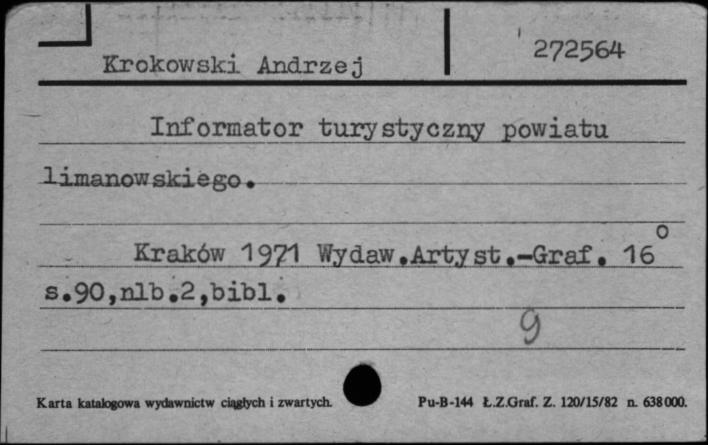 Krokowski Andrzej
272564
Informator turystyczny powiatu
limanowskiego.
Kraków 1971 Wydaw.Artyst.-Graf. 16°
s.90,nlb.2,bibl.
9
Karta katalogowa wydawnictw ciągłych i zwartych.
Pu-B-144 Ł.Z.Graf. Z. 120/15/82 n. 638000.